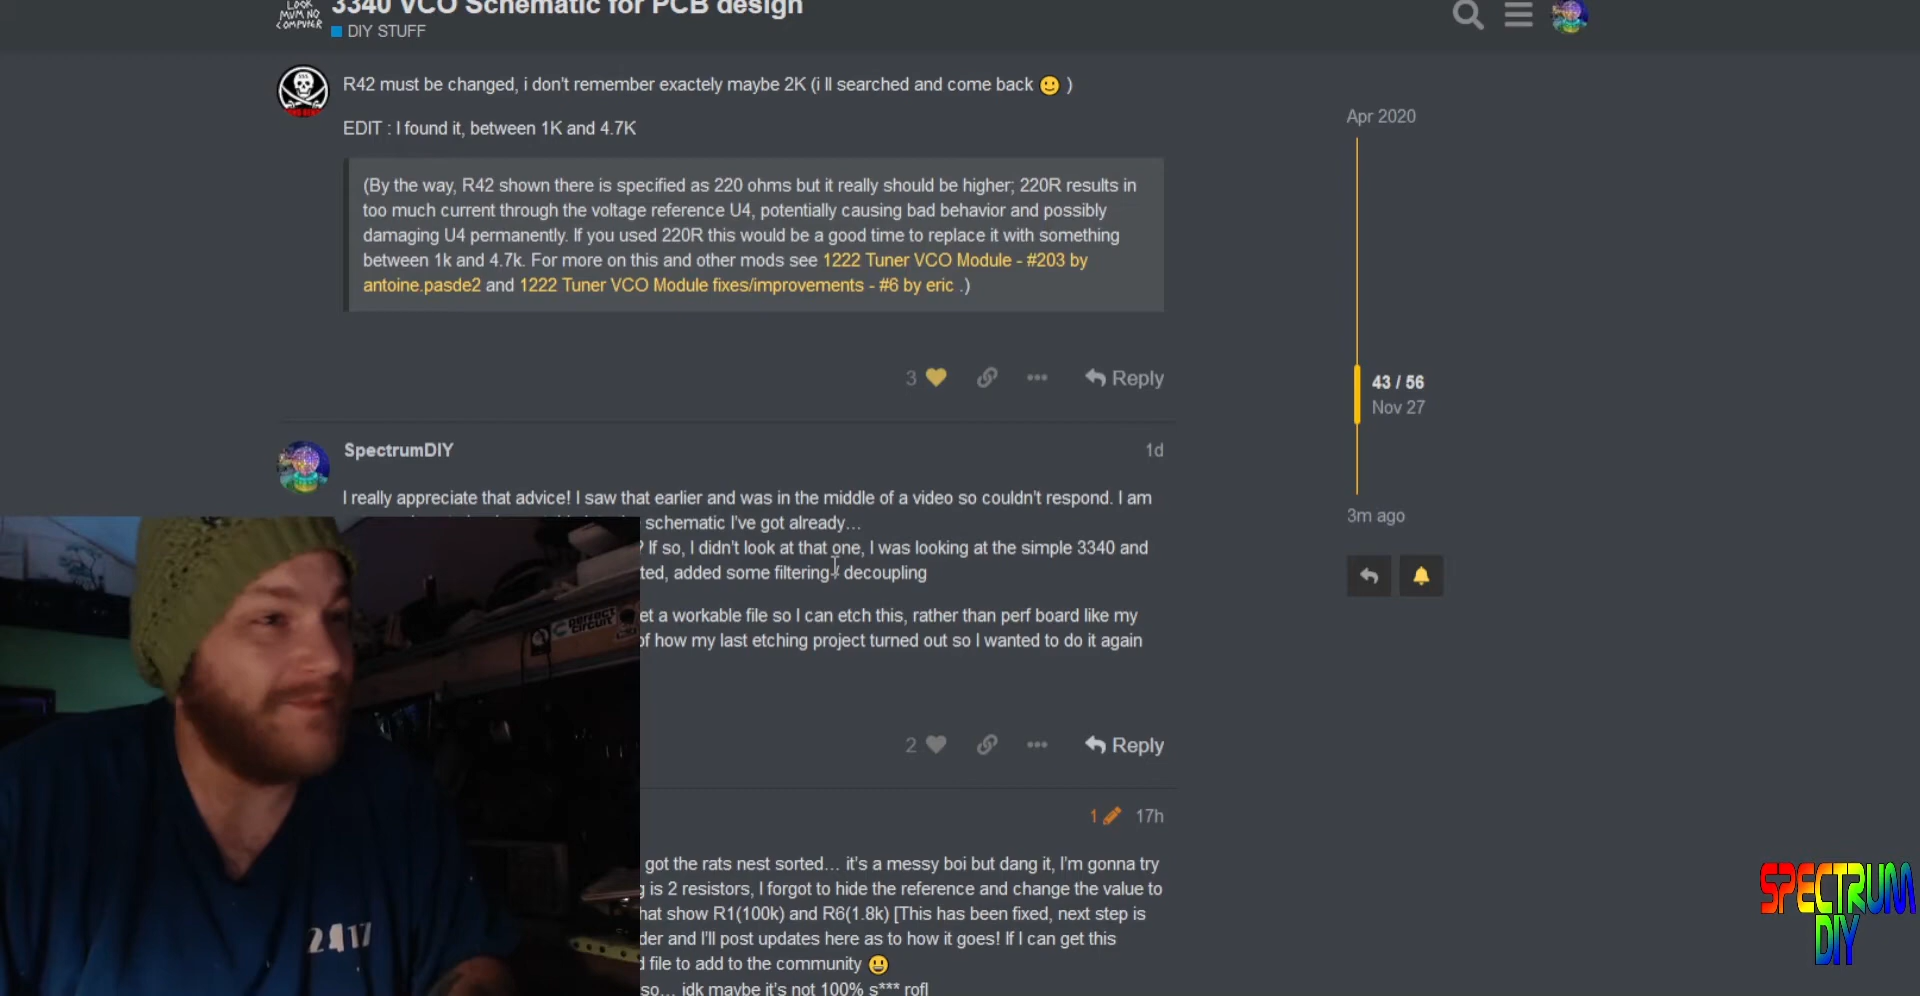 LOOK
MUM NO
COMPUTER
3340 VCO Schematic for PCB design
DIY STUFF
R42 must be changed, i don't remember exactely maybe 2K (i ll searched and come back 🙂 )
EDIT : I found it, between 1K and 4.7K
(By the way, R42 shown there is specified as 220 ohms but it really should be higher; 220R results in
too much current through the voltage reference U4, potentially causing bad behavior and possibly
damaging U4 permanently. If you used 220R this would be a good time to replace it with something
between 1k and 4.7k. For more on this and other mods see 1222 Tuner VCO Module - #203 by
antoine.pasde2 and 1222 Tuner VCO Module fixes/improvements - #6 by eric .)
3
Reply
Apr 2020
43 / 56
Nov 27
3m ago
SpectrumDIY
1d
I really appreciate that advice! I saw that earlier and was in the middle of a video so couldn't respond. I am
schematic I've got already…
? If so, I didn't look at that one, I was looking at the simple 3340 and
ted, added some filtering+ decoupling
et a workable file so I can etch this, rather than perf board like my
of how my last etching project turned out so I wanted to do it again
2
Reply
1
17h
got the rats nest sorted… it's a messy boi but dang it, I'm gonna try
g is 2 resistors, I forgot to hide the reference and change the value to
hat show R1(100k) and R6(1.8k) [This has been fixed, next step is
der and I'll post updates here as to how it goes! If I can get this
d file to add to the community 😀
so… idk maybe it's not 100% s*** rofl
PERFECT
CIRCUIT
2417
SPECTRUM
DIY